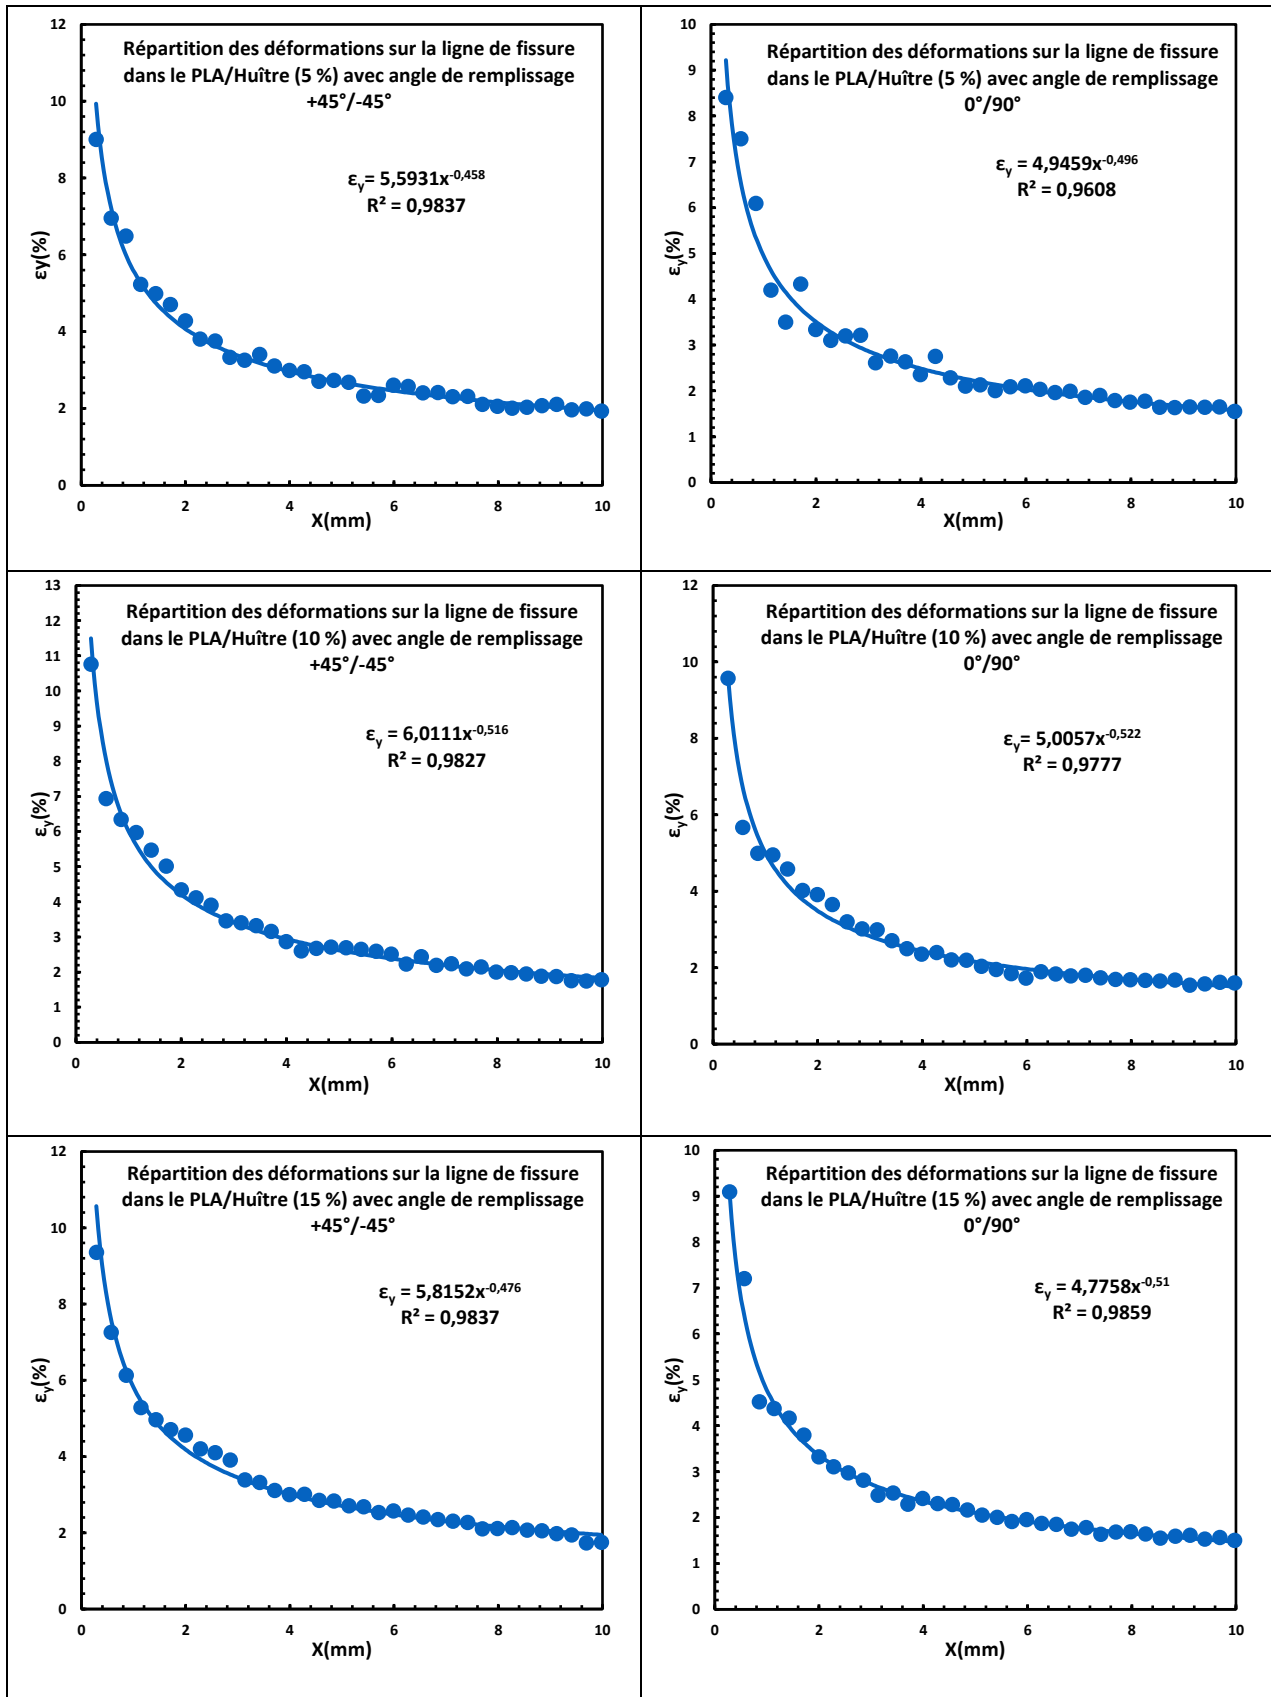 Répartition des déformations sur la ligne de fissure
dans le PLA/Huître (5 %) avec angle de remplissage
+45°/-45°
εy= 5,5931x-0,458
R² = 0,9837
12
10
8
6
4
2
0
εy(%)
0 2 4 6 8 10
X(mm)
Répartition des déformations sur la ligne de fissure
dans le PLA/Huître (5 %) avec angle de remplissage
0°/90°
εy = 4,9459x-0,496
R² = 0,9608
10
9
8
7
6
5
4
3
2
1
0
εy(%)
0 2 4 6 8 10
X(mm)
Répartition des déformations sur la ligne de fissure
dans le PLA/Huître (10 %) avec angle de remplissage
+45°/-45°
εy = 6,0111x-0,516
R² = 0,9827
13
12
11
10
9
8
7
6
5
4
3
2
1
0
εy(%)
0 2 4 6 8 10
X(mm)
Répartition des déformations sur la ligne de fissure
dans le PLA/Huître (10 %) avec angle de remplissage
0°/90°
εy= 5,0057x-0,522
R² = 0,9777
12
10
8
6
4
2
0
εy(%)
0 2 4 6 8 10
X(mm)
Répartition des déformations sur la ligne de fissure
dans le PLA/Huître (15 %) avec angle de remplissage
+45°/-45°
εy = 5,8152x-0,476
R² = 0,9837
12
10
8
6
4
2
0
εy(%)
0 2 4 6 8 10
X(mm)
Répartition des déformations sur la ligne de fissure
dans le PLA/Huître (15 %) avec angle de remplissage
0°/90°
εy = 4,7758x-0,51
R² = 0,9859
10
9
8
7
6
5
4
3
2
1
0
εy(%)
0 2 4 6 8 10
X(mm)